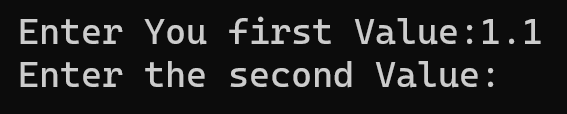 Enter You first Value:1.1
Enter the second Value: